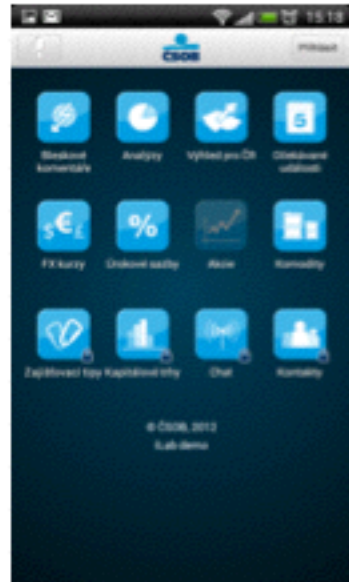 15:18
ČSOB
Přihlásit
Bleskové komentáře
Analýzy
Výhled pro ČR
Očekávané události
5
$ € £
%
FX kurzy
Úrokové sazby
Akcie
Komodity
Zajišťovací tipy
Kapitálové trhy
Chat
Kontakty
© ČSOB, 2012
iLab demo